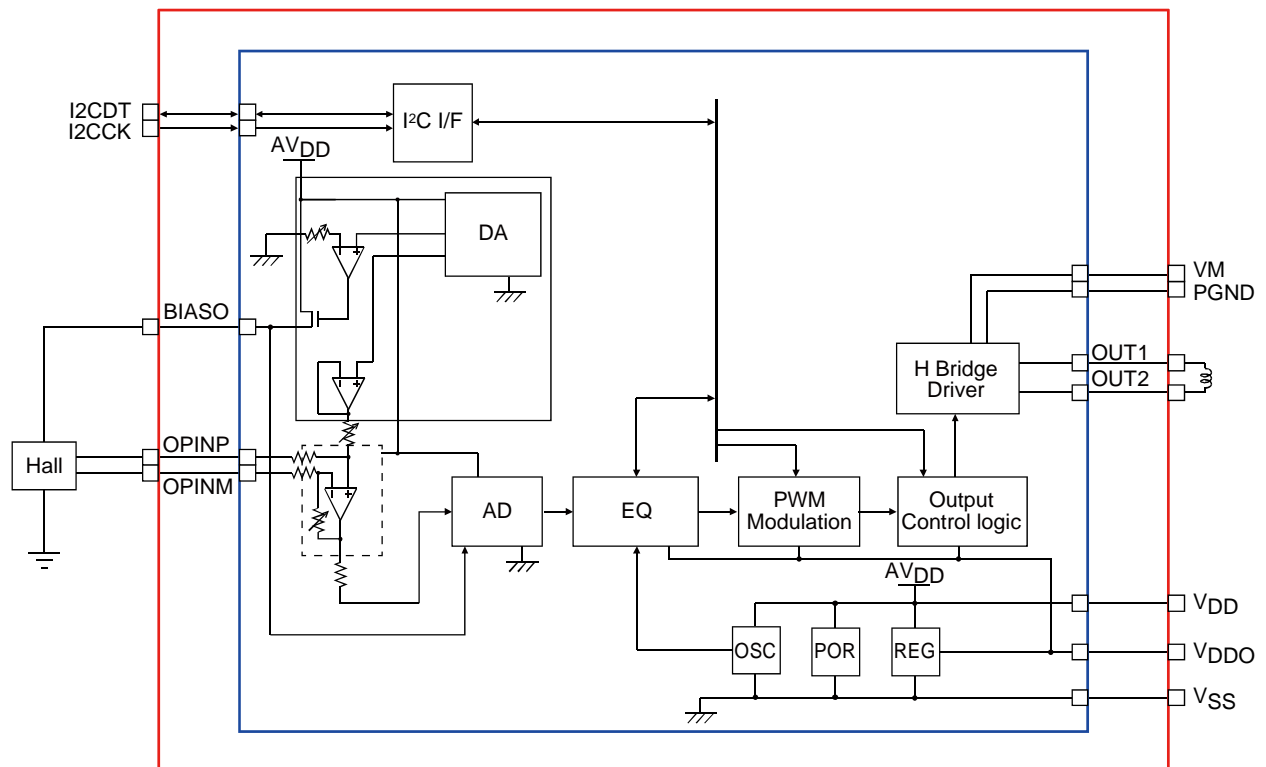 I2CDT
I2CCK
I²C I/F
AVDD
DA
BIASO
VM
PGND
H Bridge
Driver
OUT1
OUT2
Hall
OPINP
OPINM
AD
EQ
PWM
Modulation
Output
Control logic
AVDD
OSC
POR
REG
VDD
VDDO
VSS